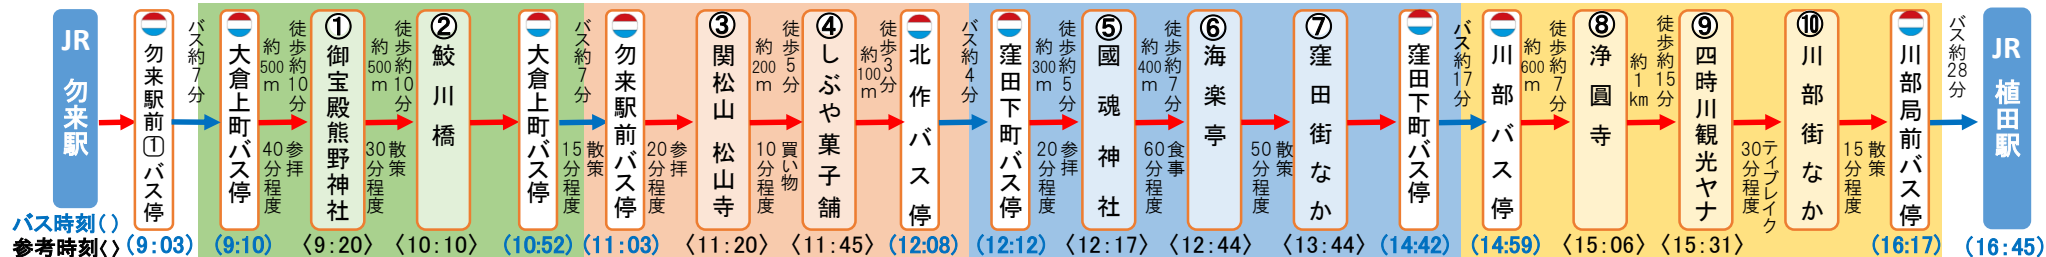 JR 勿来駅
勿来駅前①バス停
バス約7分
大倉上町バス停
徒歩約10分
約500m
参拝
40分程度
①御宝殿熊野神社
徒歩約10分
約500m
散策
30分程度
②鮫川橋
大倉上町バス停
バス約7分
散策
15分程度
勿来駅前バス停
参拝
20分程度
③関松山 松山寺
徒歩5分
約200m
買い物
10分程度
④しぶや菓子舗
徒歩3分
約100m
北作バス停
バス約4分
窪田下町バス停
徒歩約5分
約300m
参拝
20分程度
⑤國魂神社
徒歩約7分
約400m
食事
60分程度
⑥海楽亭
散策
50分程度
⑦窪田街なか
窪田下町バス停
バス約17分
川部バス停
徒歩約7分
約600m
⑧浄圓寺
徒歩約15分
約1km
⑨四時川観光ヤナ
ティブレイク
30分程度
⑩川部街なか
散策
15分程度
川部局前バス停
バス約28分
JR 植田駅
バス時刻( )
参考時刻〈〉
(9:03)
(9:10)
〈9:20〉
〈10:10〉
(10:52)
(11:03)
〈11:20〉
〈11:45〉
(12:08)
(12:12)
〈12:17〉
〈12:44〉
〈13:44〉
(14:42)
(14:59)
〈15:06〉
〈15:31〉
(16:17)
(16:45)